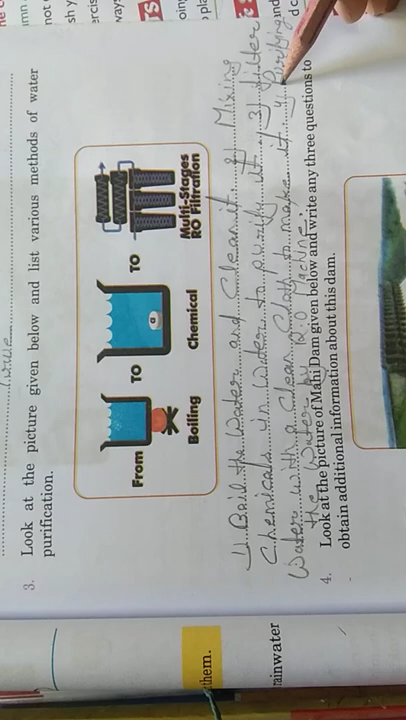 3. Look at the picture given below and list various methods of water
purification.
From
TO
TO
Boiling
Chemical
Multi-Stages
RO Filtration
1) Boil the Water and Clean it. 2) Mixing
Chemicals in Water to purify it. 3) filter
Water with a Clean Cloth to make it 4) Purifying
the Water by R.O Machne.
4. Look at the picture of Mahi Dam given below and write any three questions to
obtain additional information about this dam.
them.
rainwater